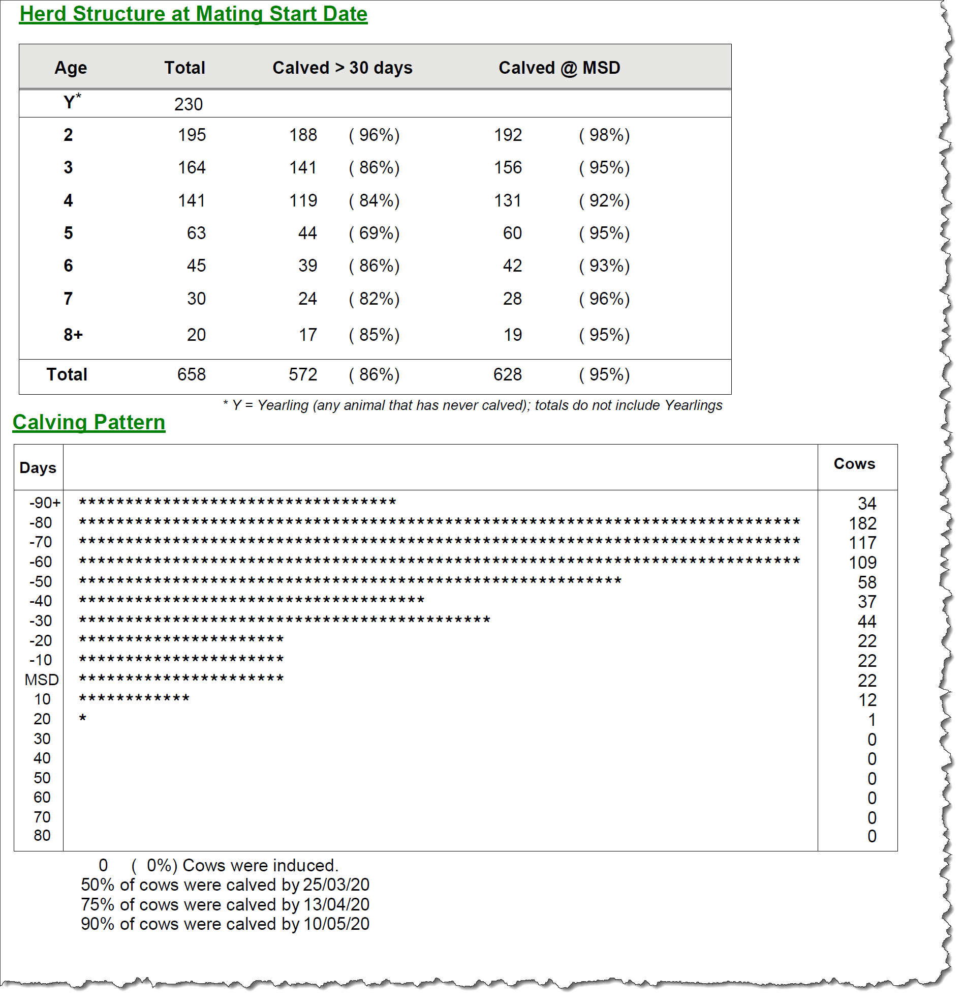 Herd Structure at Mating Start Date
Age Total Calved > 30 days Calved @ MSD
Y* 230
2 195 188 ( 96%) 192 ( 98%)
3 164 141 ( 86%) 156 ( 95%)
4 141 119 ( 84%) 131 ( 92%)
5 63 44 ( 69%) 60 ( 95%)
6 45 39 ( 86%) 42 ( 93%)
7 30 24 ( 82%) 28 ( 96%)
8+ 20 17 ( 85%) 19 ( 95%)
Total 658 572 ( 86%) 628 ( 95%)
* Y = Yearling (any animal that has never calved); totals do not include Yearlings
Calving Pattern
Days Cows
-90+ ********************************** 34
-80 ***************************************************************************** 182
-70 ***************************************************************************** 117
-60 ***************************************************************************** 109
-50 ********************************************************** 58
-40 ************************************* 37
-30 ******************************************** 44
-20 ********************** 22
-10 ********************** 22
MSD ********************** 22
10 ************ 12
20 * 1
30 0
40 0
50 0
60 0
70 0
80 0
0 ( 0%) Cows were induced.
50% of cows were calved by 25/03/20
75% of cows were calved by 13/04/20
90% of cows were calved by 10/05/20